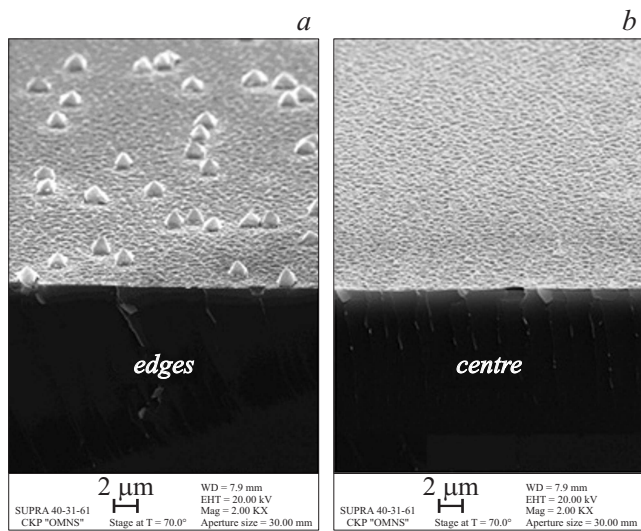 a
b
edges
centre
2 μm
SUPRA 40-31-61
CKP "OMNS"
Stage at T = 70.0°
WD = 7.9 mm
EHT = 20.00 kV
Mag = 2.00 KX
Aperture size = 30.00 mm
2 μm
SUPRA 40-31-61
CKP "OMNS"
Stage at T = 70.0°
WD = 7.9 mm
EHT = 20.00 kV
Mag = 2.00 KX
Aperture size = 30.00 mm